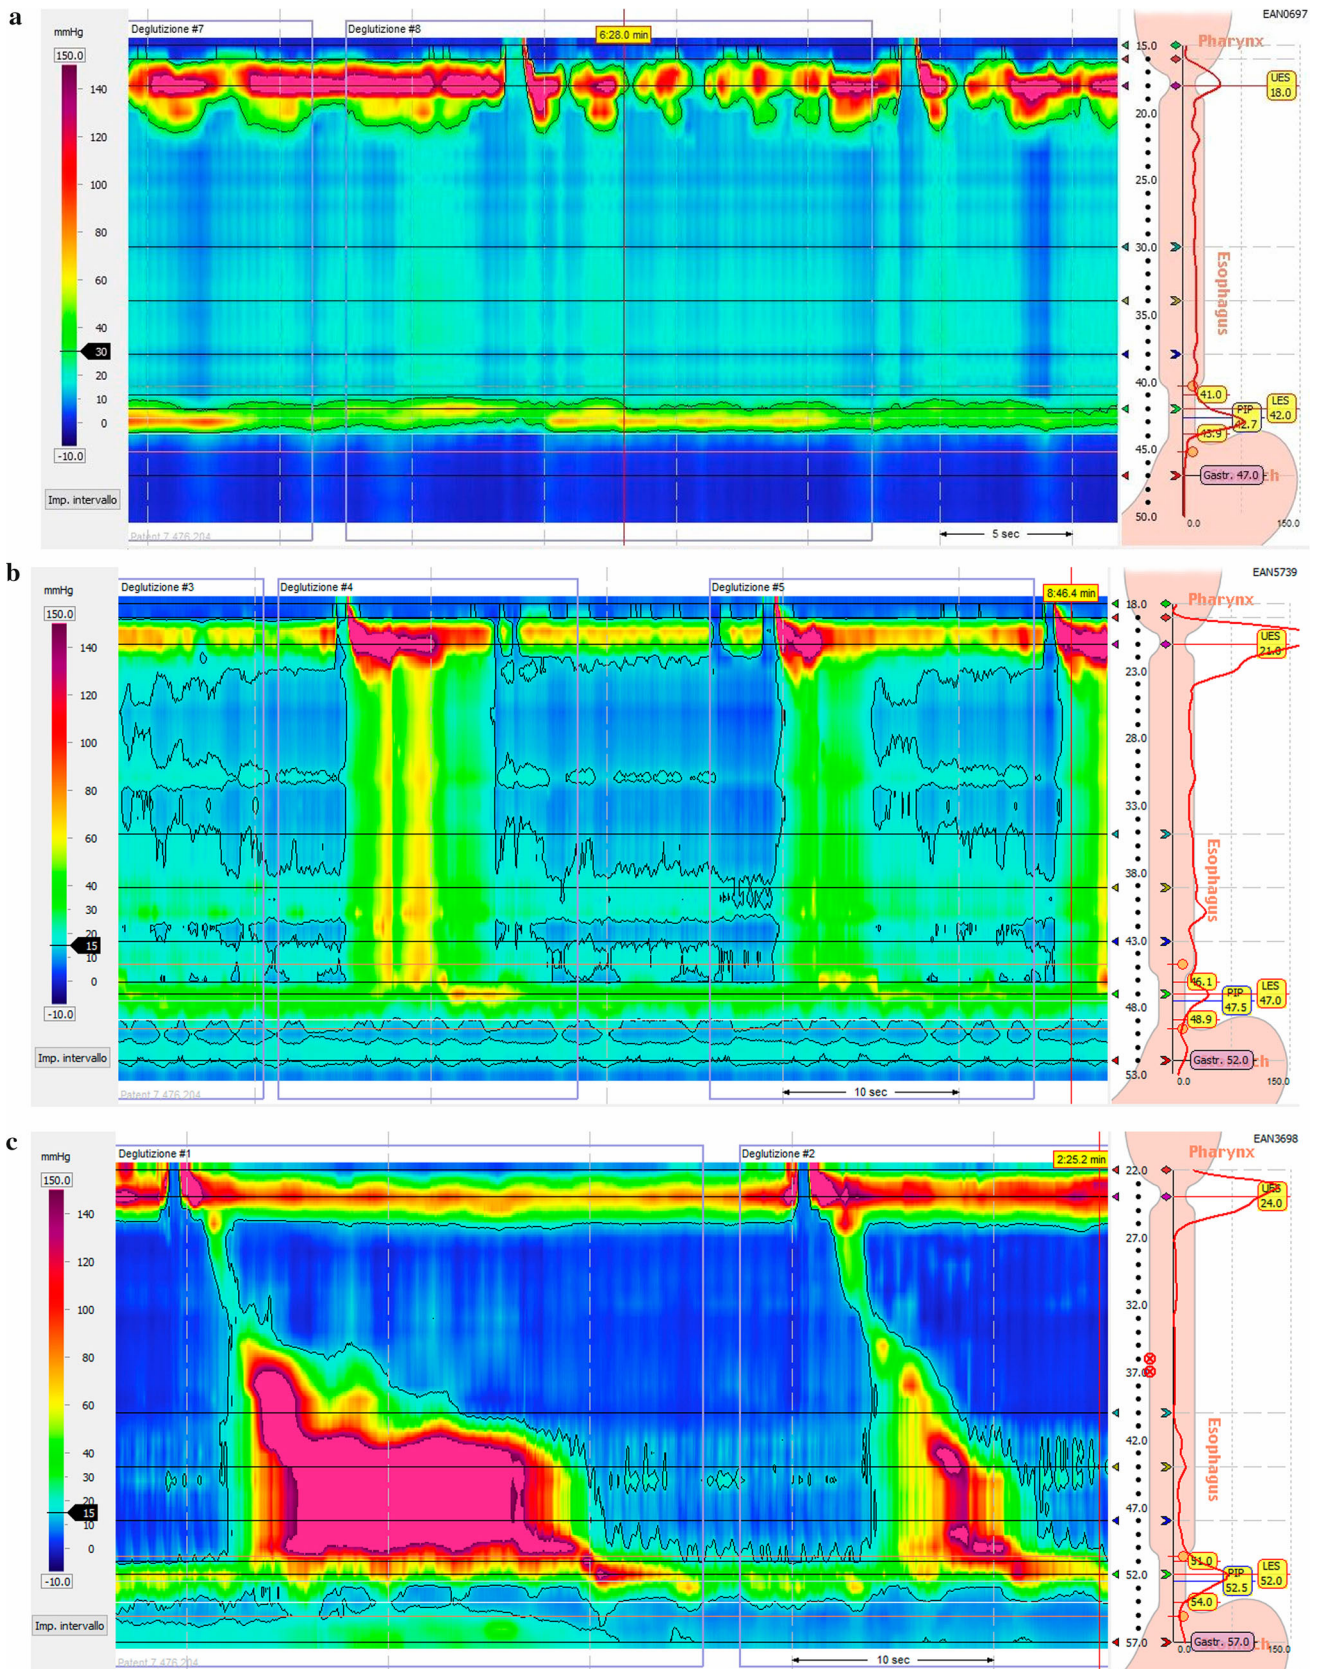 a
mmHg
150.0
140
120
100
80
60
40
30
20
10
0
-10.0
Imp. intervallo
Deglutizione #7
Deglutizione #8
6:28.0 min
Patent 7,476,204
5 sec
EAN0697
Pharynx
Esophagus
15.0
20.0
25.0
30.0
35.0
40.0
45.0
50.0
UES
18.0
41.0
LES
42.0
PIP
42.7
43.9
Gastr. 47.0
0.0
150.0
b
mmHg
150.0
140
120
100
80
60
40
30
20
15
10
0
-10.0
Imp. intervallo
Deglutizione #3
Deglutizione #4
Deglutizione #5
8:46.4 min
Patent 7,476,204
10 sec
EAN5739
Pharynx
Esophagus
18.0
23.0
28.0
33.0
38.0
43.0
48.0
53.0
UES
21.0
46.1
LES
47.0
PIP
47.5
48.9
Gastr. 52.0
0.0
150.0
c
mmHg
150.0
140
120
100
80
60
40
30
20
15
10
0
-10.0
Imp. intervallo
Deglutizione #1
Deglutizione #2
2:25.2 min
Patent 7,476,204
10 sec
EAN3698
Pharynx
Esophagus
22.0
27.0
32.0
37.0
42.0
47.0
52.0
57.0
UES
24.0
51.0
LES
52.0
PIP
52.5
54.0
Gastr. 57.0
0.0
150.0